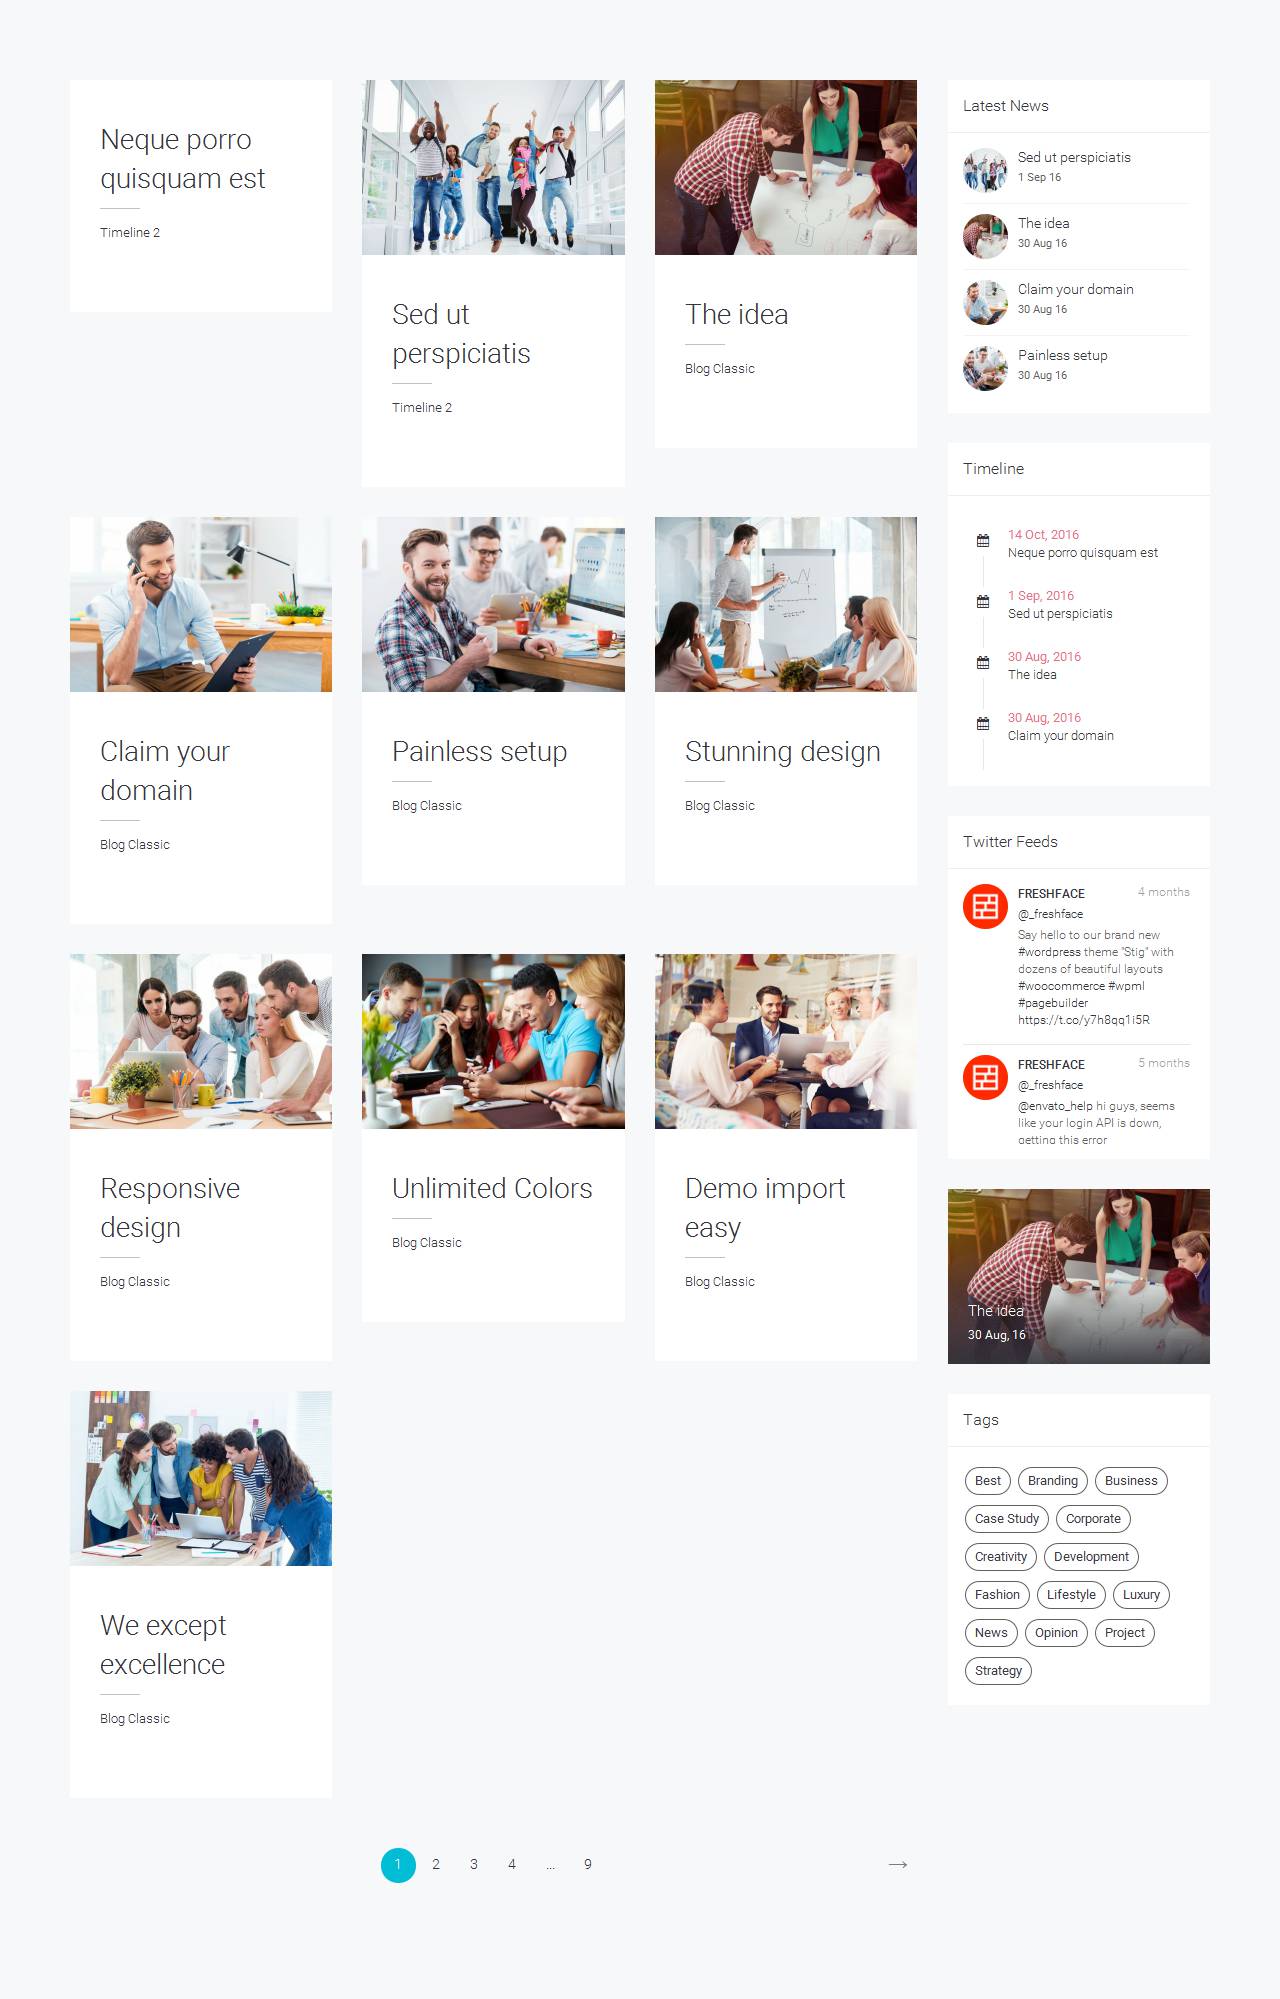 Neque porro
quisquam est
Timeline 2
Sed ut
perspiciatis
Timeline 2
The idea
Blog Classic
Claim your
domain
Blog Classic
Painless setup
Blog Classic
Stunning design
Blog Classic
Responsive
design
Blog Classic
Unlimited Colors
Blog Classic
Demo import
easy
Blog Classic
We except
excellence
Blog Classic
1 2 3 4 ... 9 →
Latest News
Sed ut perspiciatis
1 Sep 16
The idea
30 Aug 16
Claim your domain
30 Aug 16
Painless setup
30 Aug 16
Timeline
14 Oct, 2016
Neque porro quisquam est
1 Sep, 2016
Sed ut perspiciatis
30 Aug, 2016
The idea
30 Aug, 2016
Claim your domain
Twitter Feeds
FRESHFACE 4 months
@_freshface
Say hello to our brand new
#wordpress theme "Stig" with
dozens of beautiful layouts
#woocommerce #wpml
#pagebuilder
https://t.co/y7h8qq1i5R
FRESHFACE 5 months
@_freshface
@envato_help hi guys, seems
like your login API is down,
getting this error
The idea
30 Aug, 16
Tags
Best Branding Business
Case Study Corporate
Creativity Development
Fashion Lifestyle Luxury
News Opinion Project
Strategy